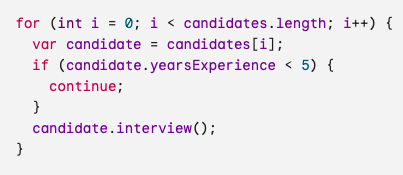 for (int i = 0; i < candidates.length; i++) {
  var candidate = candidates[i];
  if (candidate.yearsExperience < 5) {
    continue;
  }
  candidate.interview();
}